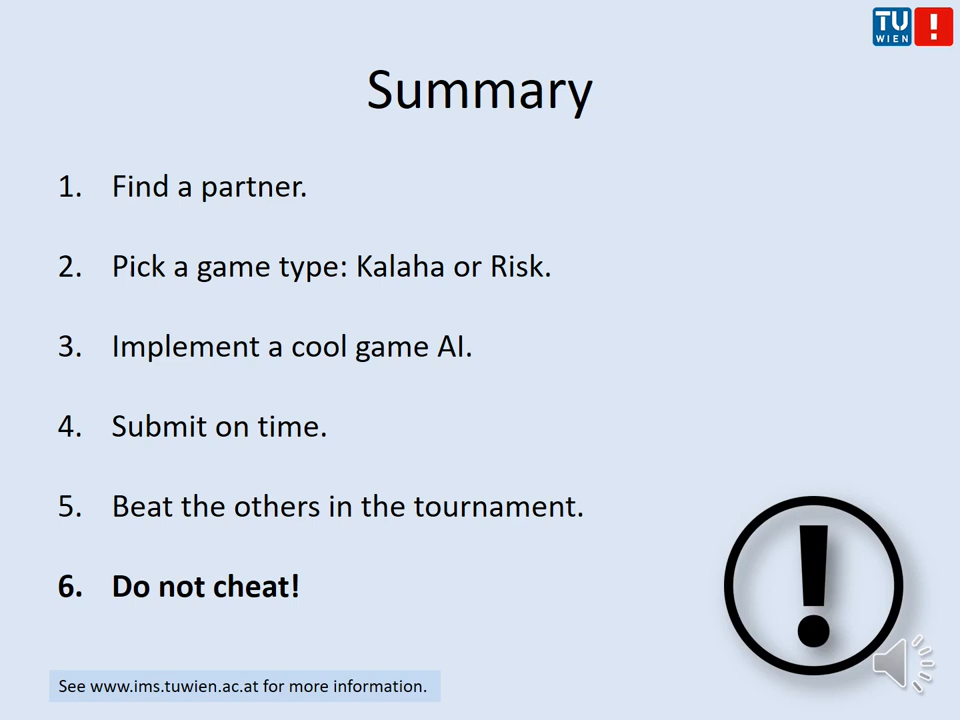 TU
WIEN
Summary
1. Find a partner.
2. Pick a game type: Kalaha or Risk.
3. Implement a cool game AI.
4. Submit on time.
5. Beat the others in the tournament.
6. Do not cheat!
See www.ims.tuwien.ac.at for more information.